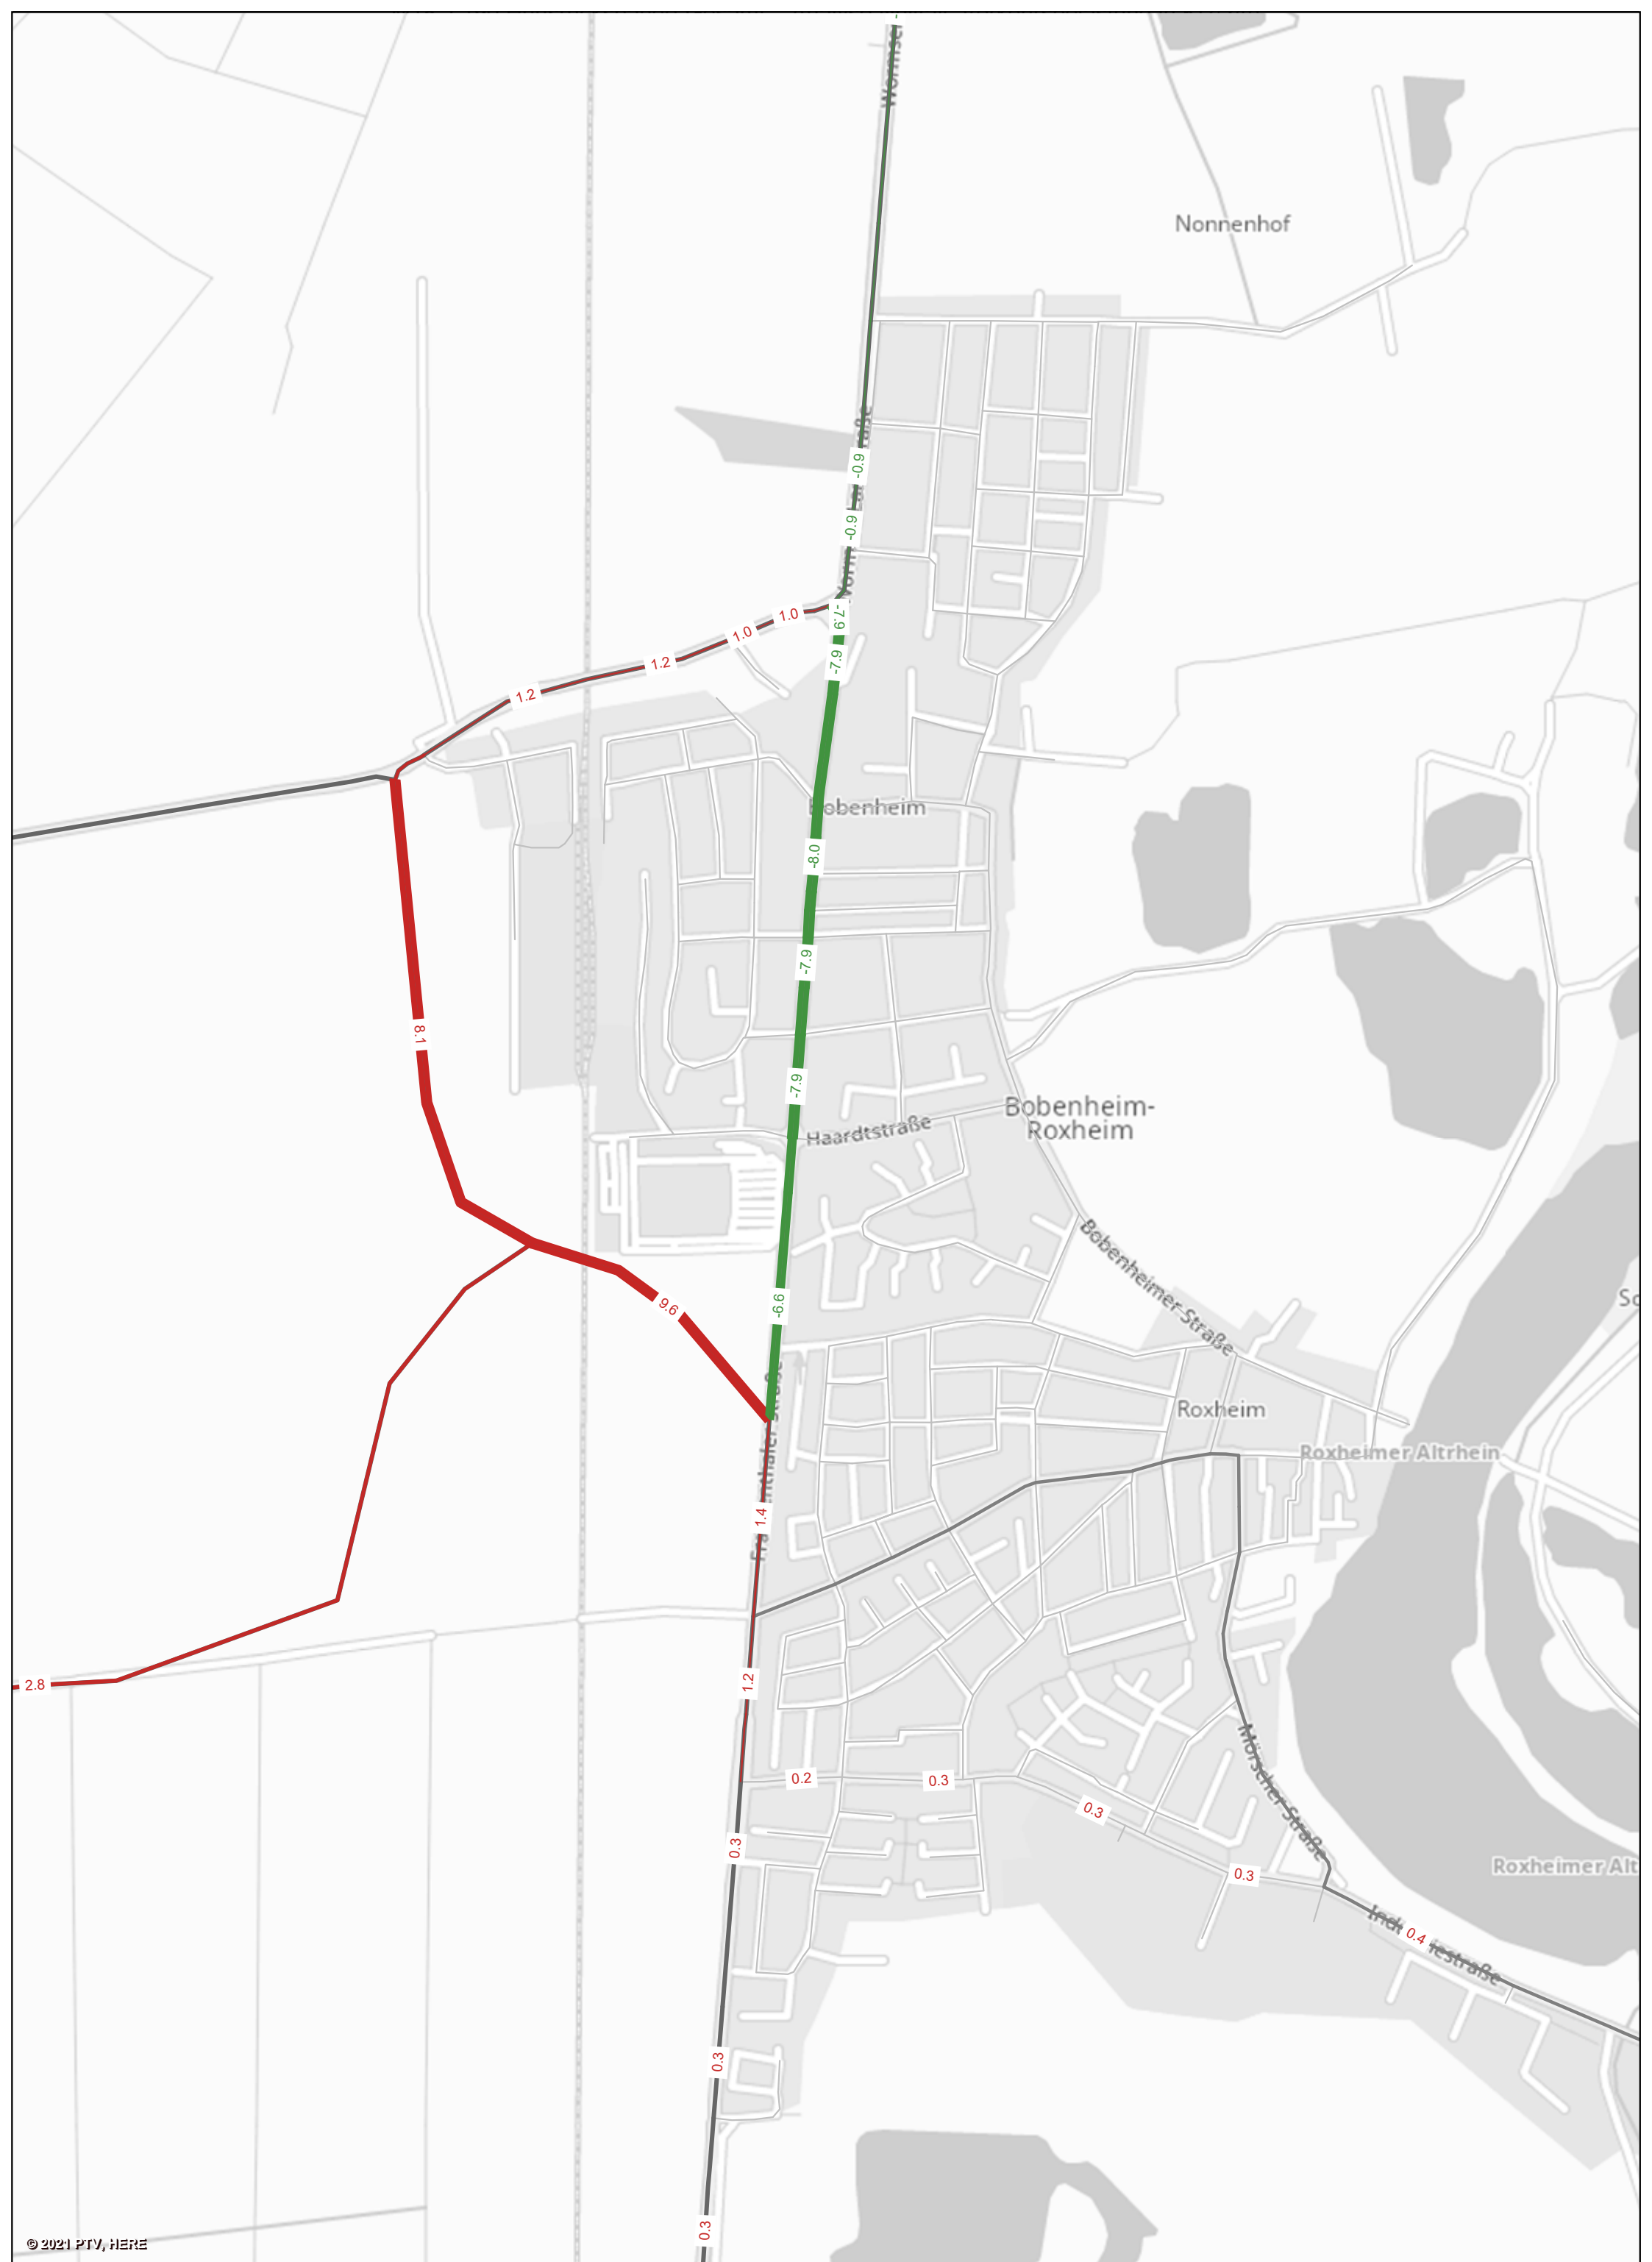 Wormser
Nonnenhof
-0.9
-0.9
-7.9
1.0
1.0
-7.9
1.2
1.2
Bobenheim
-8.0
-7.9
8.1
-7.9
Bobenheim-
Roxheim
Haardtstraße
Bobenheimer Straße
-6.6
9.6
Roxheim
Roxheimer Altrhein
1.4
1.2
2.8
0.2
0.3
0.3
Mörscher Straße
0.3
0.3
Roxheimer Alt
0.4
0.3
0.3
© 2021 PTV, HERE